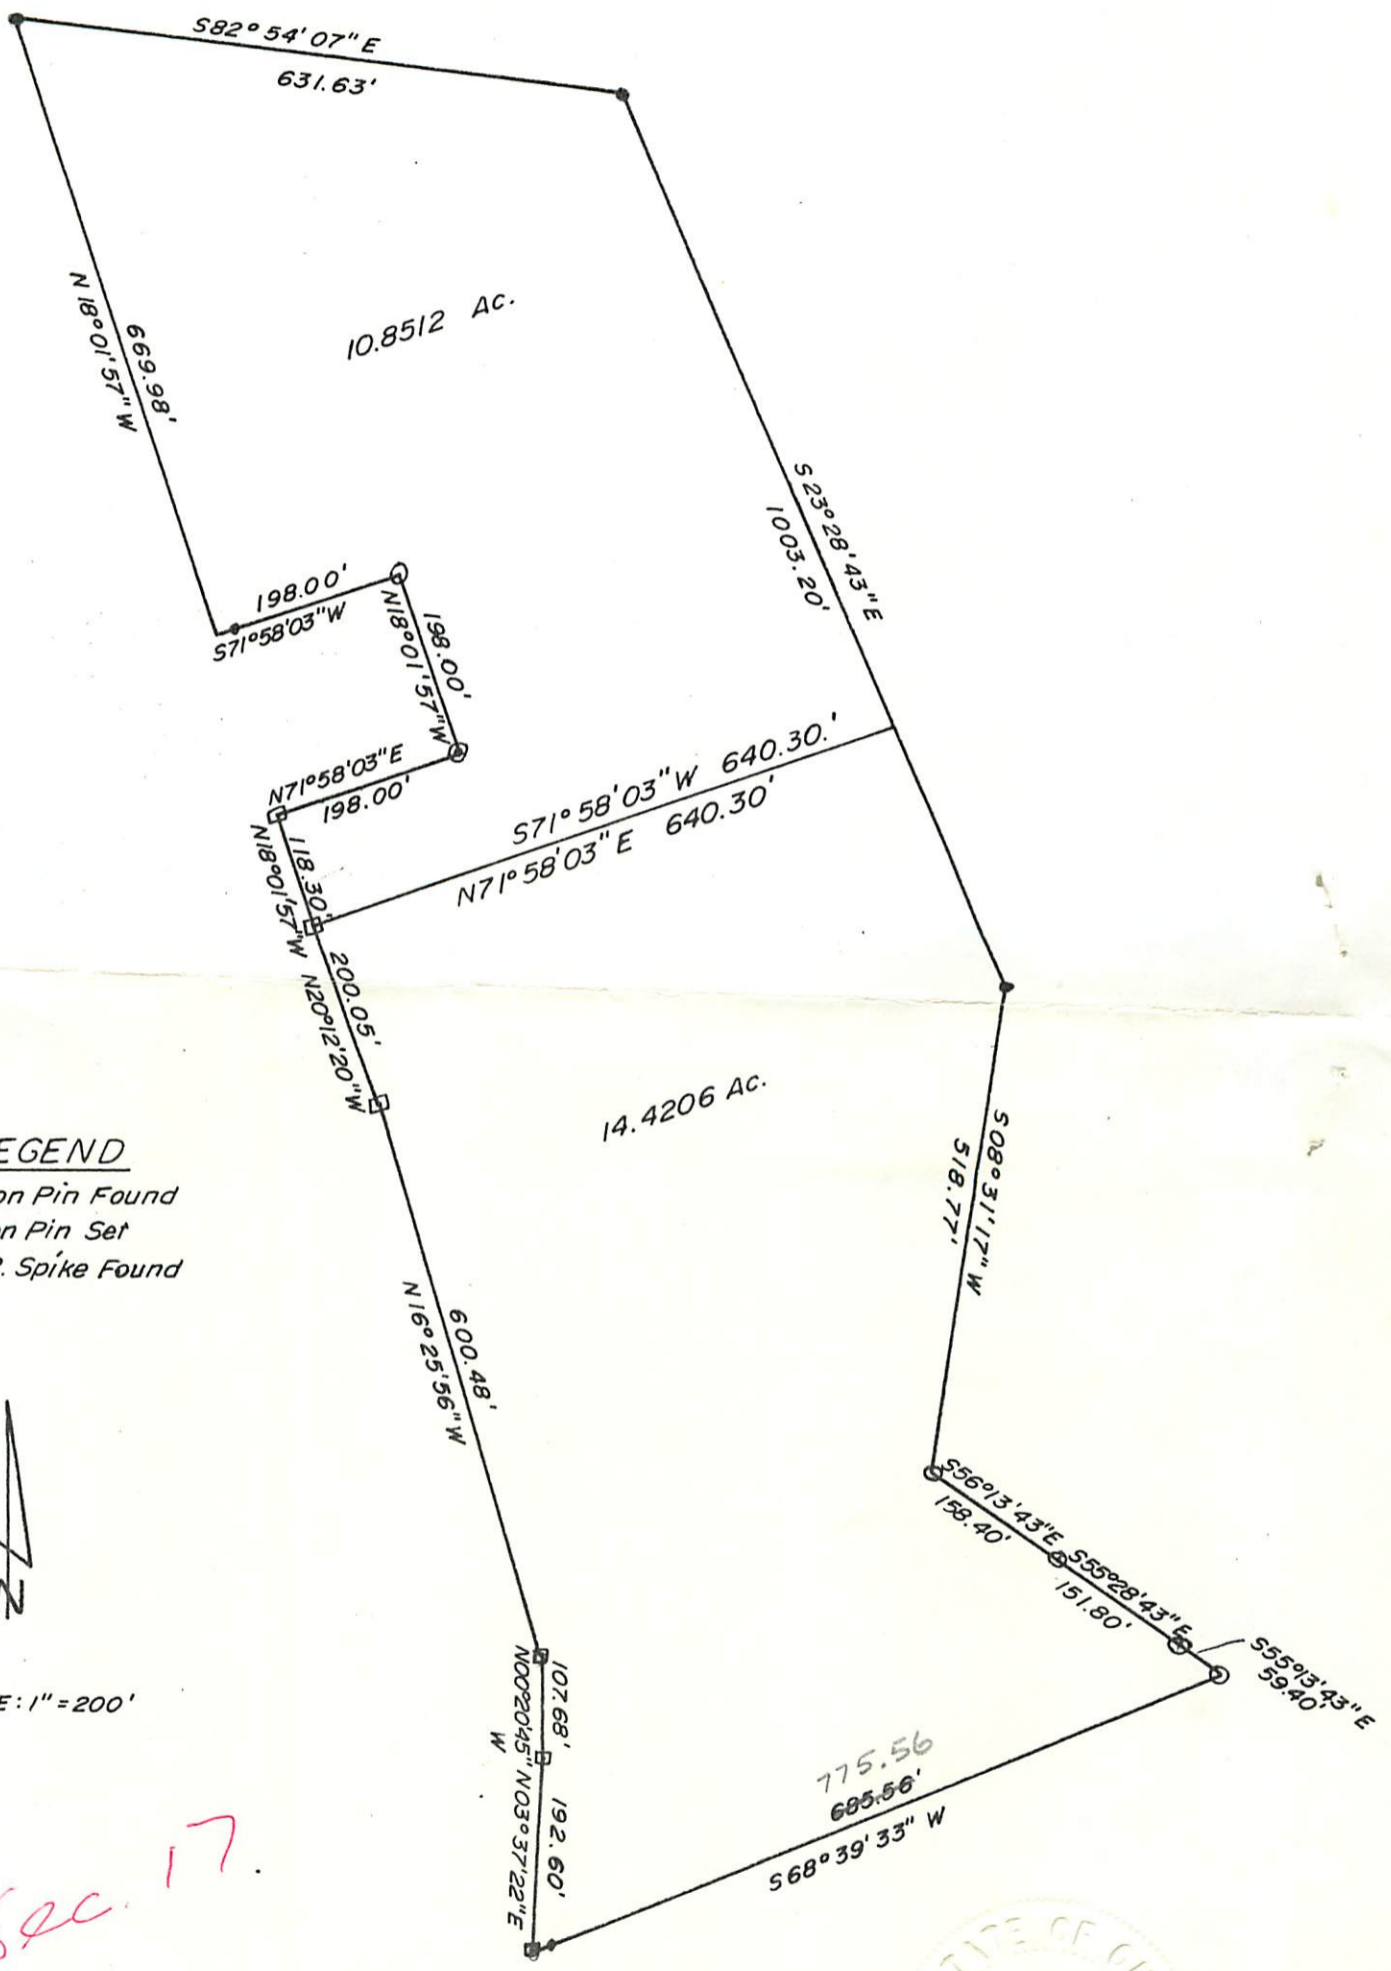 S82°54'07"E
631.63'
N 18°01'57"W
669.98'
10.8512 Ac.
S 23°28'43"E
1003.20'
198.00'
S71°58'03"W
198.00'
N18°01'57"W
N71°58'03"E
198.00'
S71°58'03"W 640.30.'
N71°58'03"E 640.30'
118.30'
N18°01'57"W
200.05'
N20°12'20"W
14.4206 Ac.
S08°31'17"W
518.77'
EGEND
on Pin Found
n Pin Set
. Spike Found
600.48'
N16°25'56"W
S56°13'43"E
158.40'
S55°28'43"E
151.80'
S55°13'43"E
59.40'
N
E: 1"=200'
107.68'
N00°20'45"
W
192.60'
N03°37'22"E
775.56
685.56'
S68°39'33" W
Sec. 17.
STATE OF